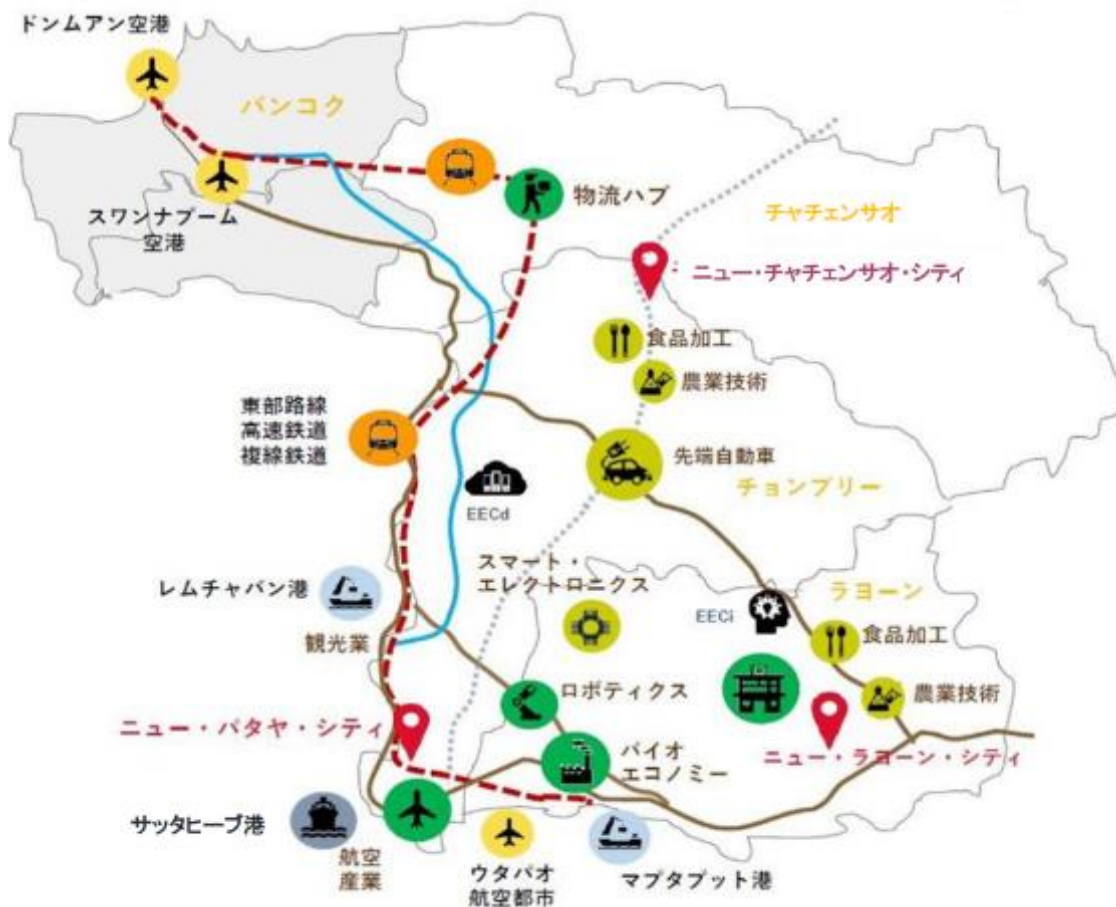 ドンムアン空港
バンコク
スワンナプーム
空港
物流ハブ
チャチェンサオ
ニュー・チャチェンサオ・シティ
食品加工
農業技術
東部路線
高速鉄道
複線鉄道
先端自動車
チョンブリー
EECd
スマート・
エレクトロニクス
レムチャバン港
観光業
EECi
ラヨーン
食品加工
ロボティクス
農業技術
ニュー・パタヤ・シティ
バイオ
エコノミー
ニュー・ラヨーン・シティ
サッタヒープ港
航空
産業
ウタパオ
航空都市
マプタプット港